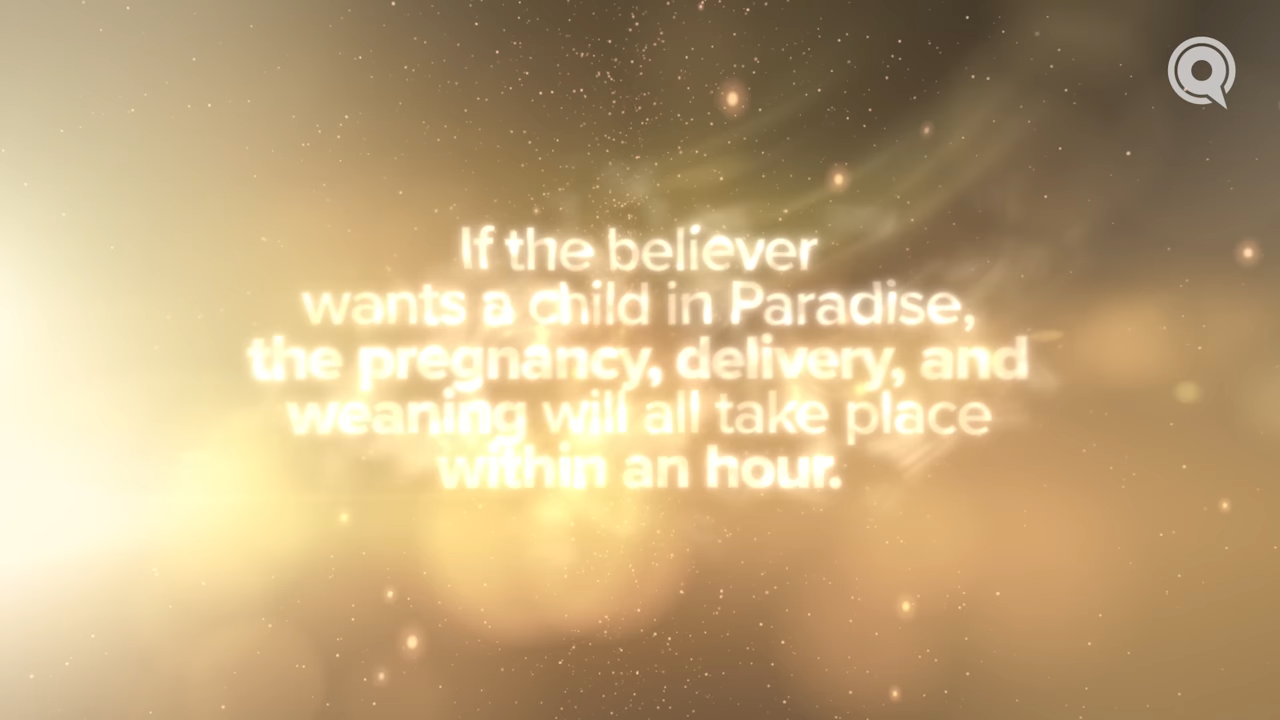 If the believer
wants a child in Paradise,
the pregnancy, delivery, and
weaning will all take place
within an hour.